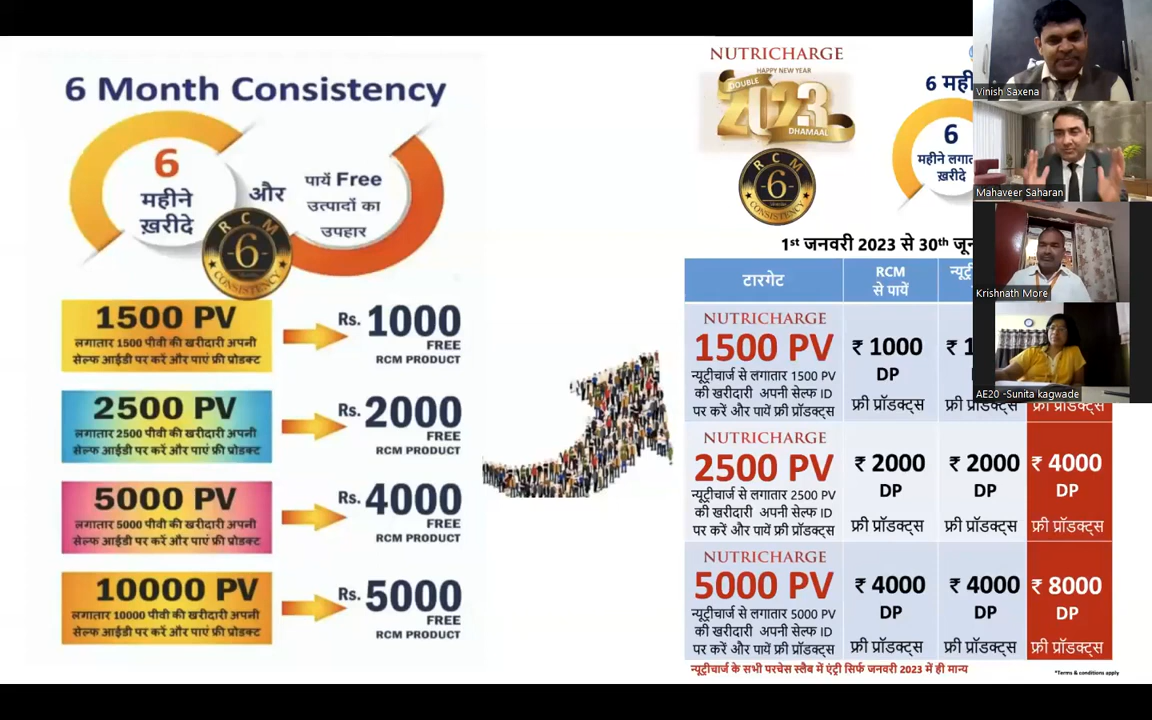 6 Month Consistency
6
महीने
ख़रीदे
और
पायें Free
उत्पादों का
उपहार
RCM
6
CONSISTENCY
1500 PV
लगातार 1500 पीवी की खरीदारी अपनी
सेल्फ आईडी पर करें और पाएं फ्री प्रोडक्ट
Rs. 1000
FREE
RCM PRODUCT
2500 PV
लगातार 2500 पीवी की खरीदारी अपनी
सेल्फ आईडी पर करें और पाएं फ्री प्रोडक्ट
Rs. 2000
FREE
RCM PRODUCT
5000 PV
लगातार 5000 पीवी की खरीदारी अपनी
सेल्फ आईडी पर करें और पाएं फ्री प्रोडक्ट
Rs. 4000
FREE
RCM PRODUCT
10000 PV
लगातार 10000 पीवी की खरीदारी अपनी
सेल्फ आईडी पर करें और पाएं फ्री प्रोडक्ट
Rs. 5000
FREE
RCM PRODUCT
NUTRICHARGE
HAPPY NEW YEAR
DOUBLE
2023
DHAMAAL
RCM
6
CONSISTENCY
6
महीने
ख़रीदे
1st जनवरी 2023 से 30th
टारगेट
RCM
से पायें
NUTRICHARGE
1500 PV
न्यूट्रीचार्ज से लगातार 1500 PV
की खरीदारी अपनी सेल्फ ID
पर करें और पायें फ्री प्रॉडक्ट्स
₹ 1000
DP
फ्री प्रॉडक्ट्स
NUTRICHARGE
2500 PV
न्यूट्रीचार्ज से लगातार 2500 PV
की खरीदारी अपनी सेल्फ ID
पर करें और पायें फ्री प्रॉडक्ट्स
₹ 2000
DP
फ्री प्रॉडक्ट्स
₹ 2000
DP
फ्री प्रॉडक्ट्स
₹ 4000
DP
फ्री प्रॉडक्ट्स
NUTRICHARGE
5000 PV
न्यूट्रीचार्ज से लगातार 5000 PV
की खरीदारी अपनी सेल्फ ID
पर करें और पायें फ्री प्रॉडक्ट्स
₹ 4000
DP
फ्री प्रॉडक्ट्स
₹ 4000
DP
फ्री प्रॉडक्ट्स
₹ 8000
DP
फ्री प्रॉडक्ट्स
न्यूट्रीचार्ज के सभी परचेस स्लैब में एंट्री सिर्फ जनवरी 2023 में ही मान्य
*Terms & conditions apply
Vinish Saxena
Mahaveer Saharan
Krishnath More
AE20 -Sunita kagwade